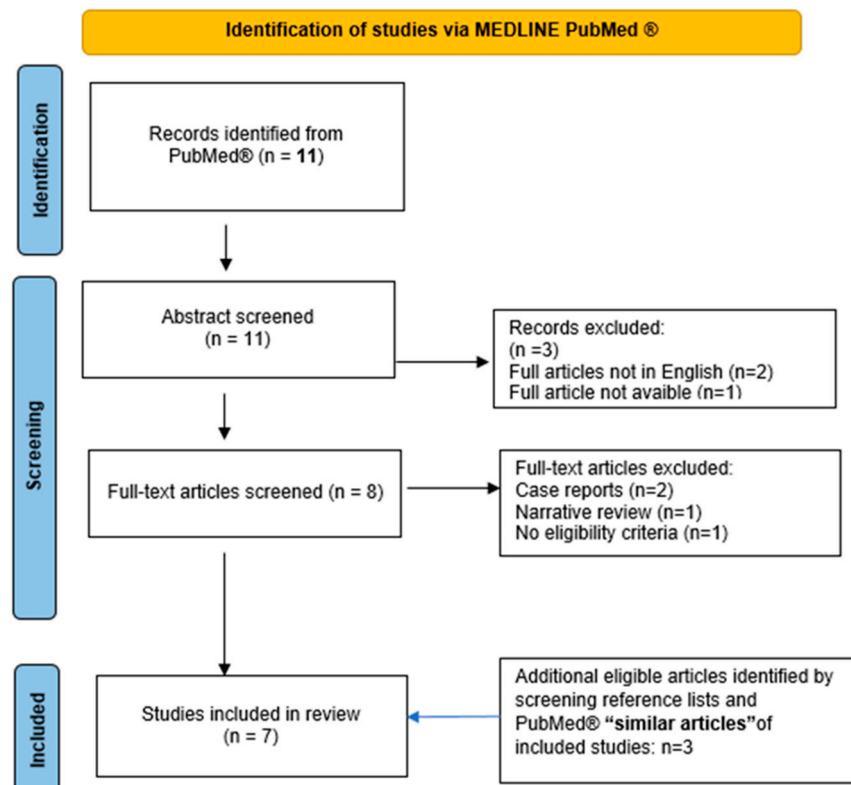 Identification of studies via MEDLINE PubMed ®
Identification
Records identified from
PubMed® (n = 11)
Screening
Abstract screened
(n = 11)
Records excluded:
(n =3)
Full articles not in English (n=2)
Full article not avaible (n=1)
Full-text articles screened (n = 8)
Full-text articles excluded:
Case reports (n=2)
Narrative review (n=1)
No eligibility criteria (n=1)
Included
Studies included in review
(n = 7)
Additional eligible articles identified by
screening reference lists and
PubMed® “similar articles”of
included studies: n=3